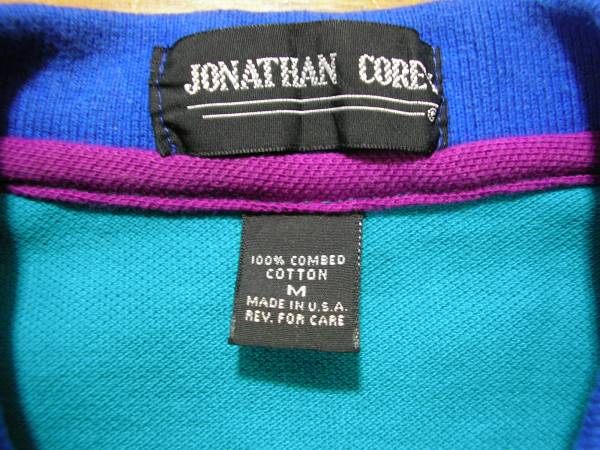 JONATHAN COREY
®
100% COMBED
COTTON
M
MADE IN U.S.A.
REV. FOR CARE